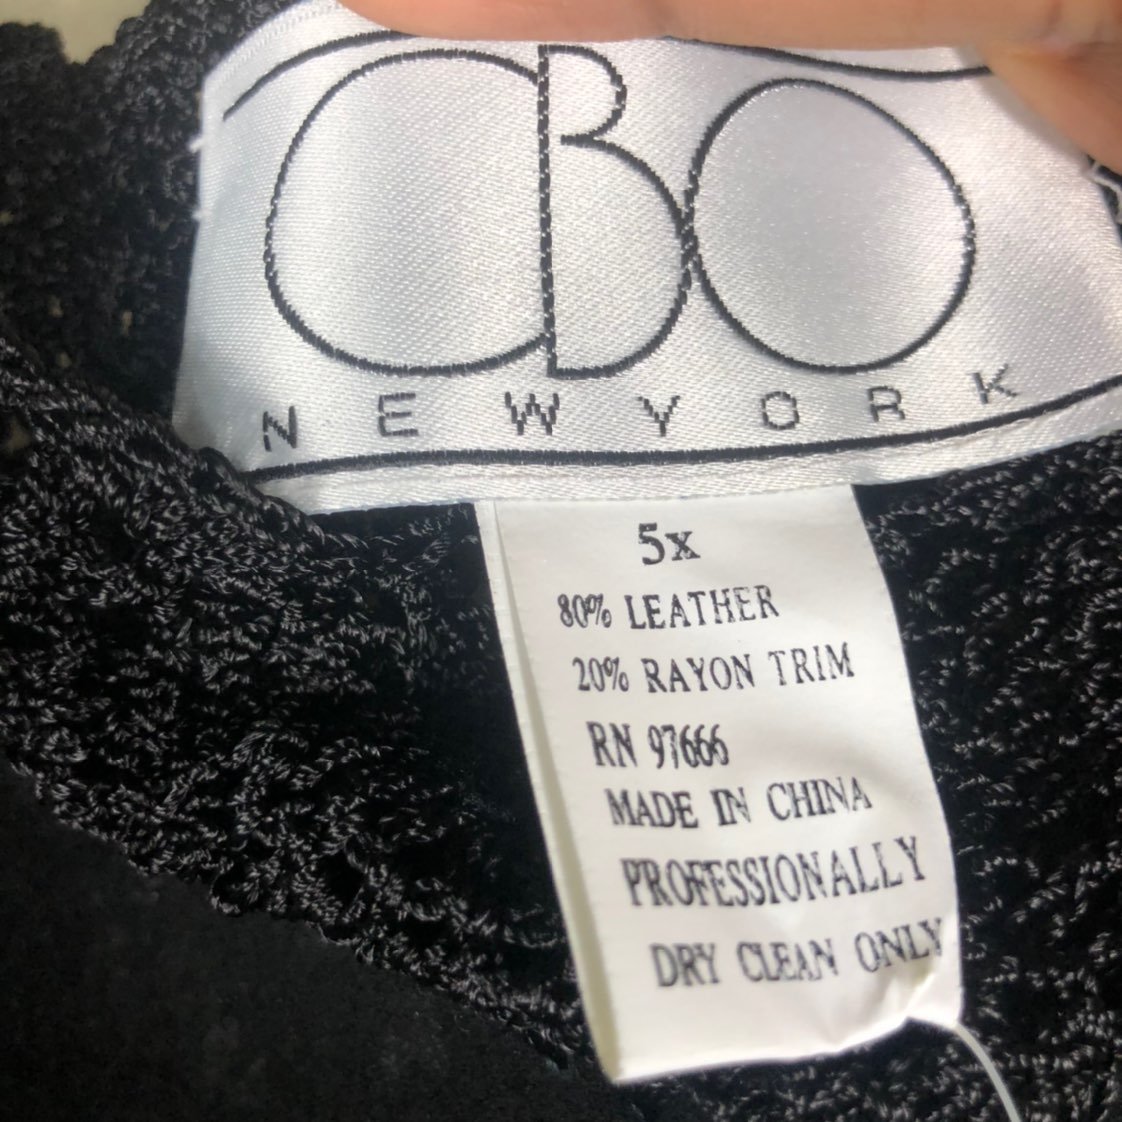 CBO
NEW YORK
5x
80% LEATHER
20% RAYON TRIM
RN 97666
MADE IN CHINA
PROFESSIONALLY
DRY CLEAN ONLY